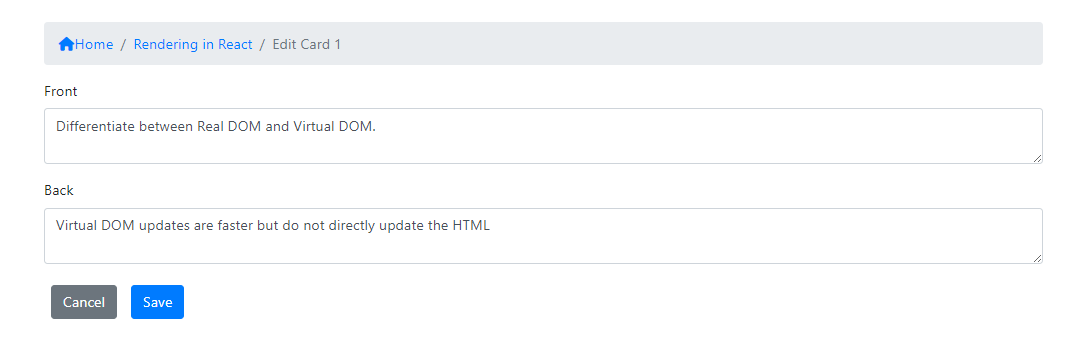 Home / Rendering in React / Edit Card 1
Front
Differentiate between Real DOM and Virtual DOM.
Back
Virtual DOM updates are faster but do not directly update the HTML
Cancel Save